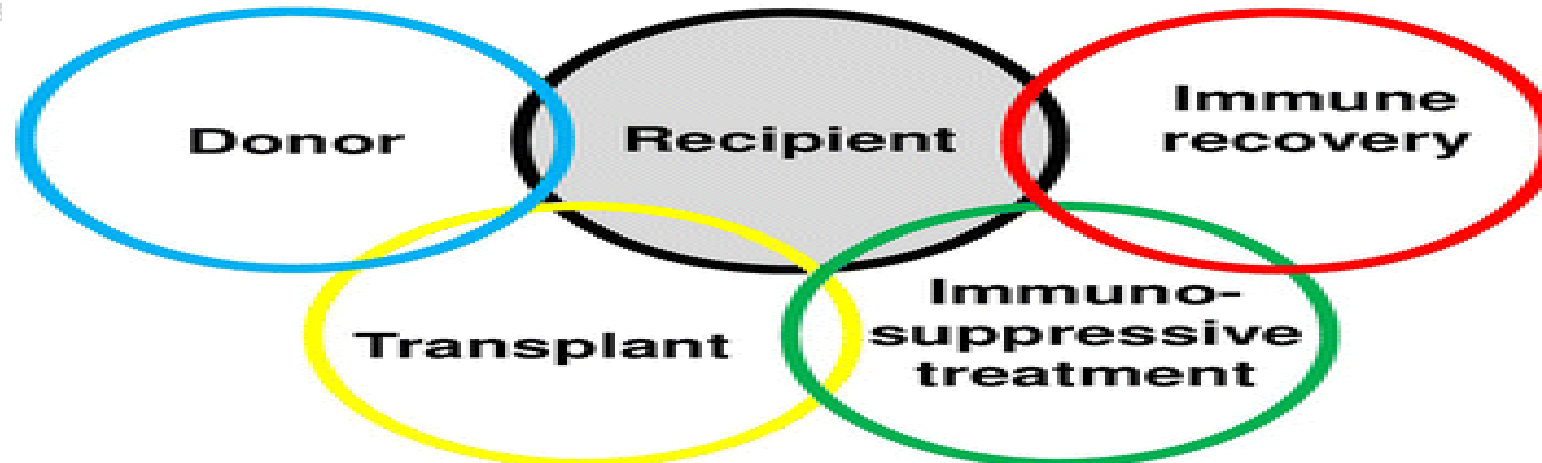 Donor
Recipient
Immune
recovery
Transplant
Immuno-
suppressive
treatment